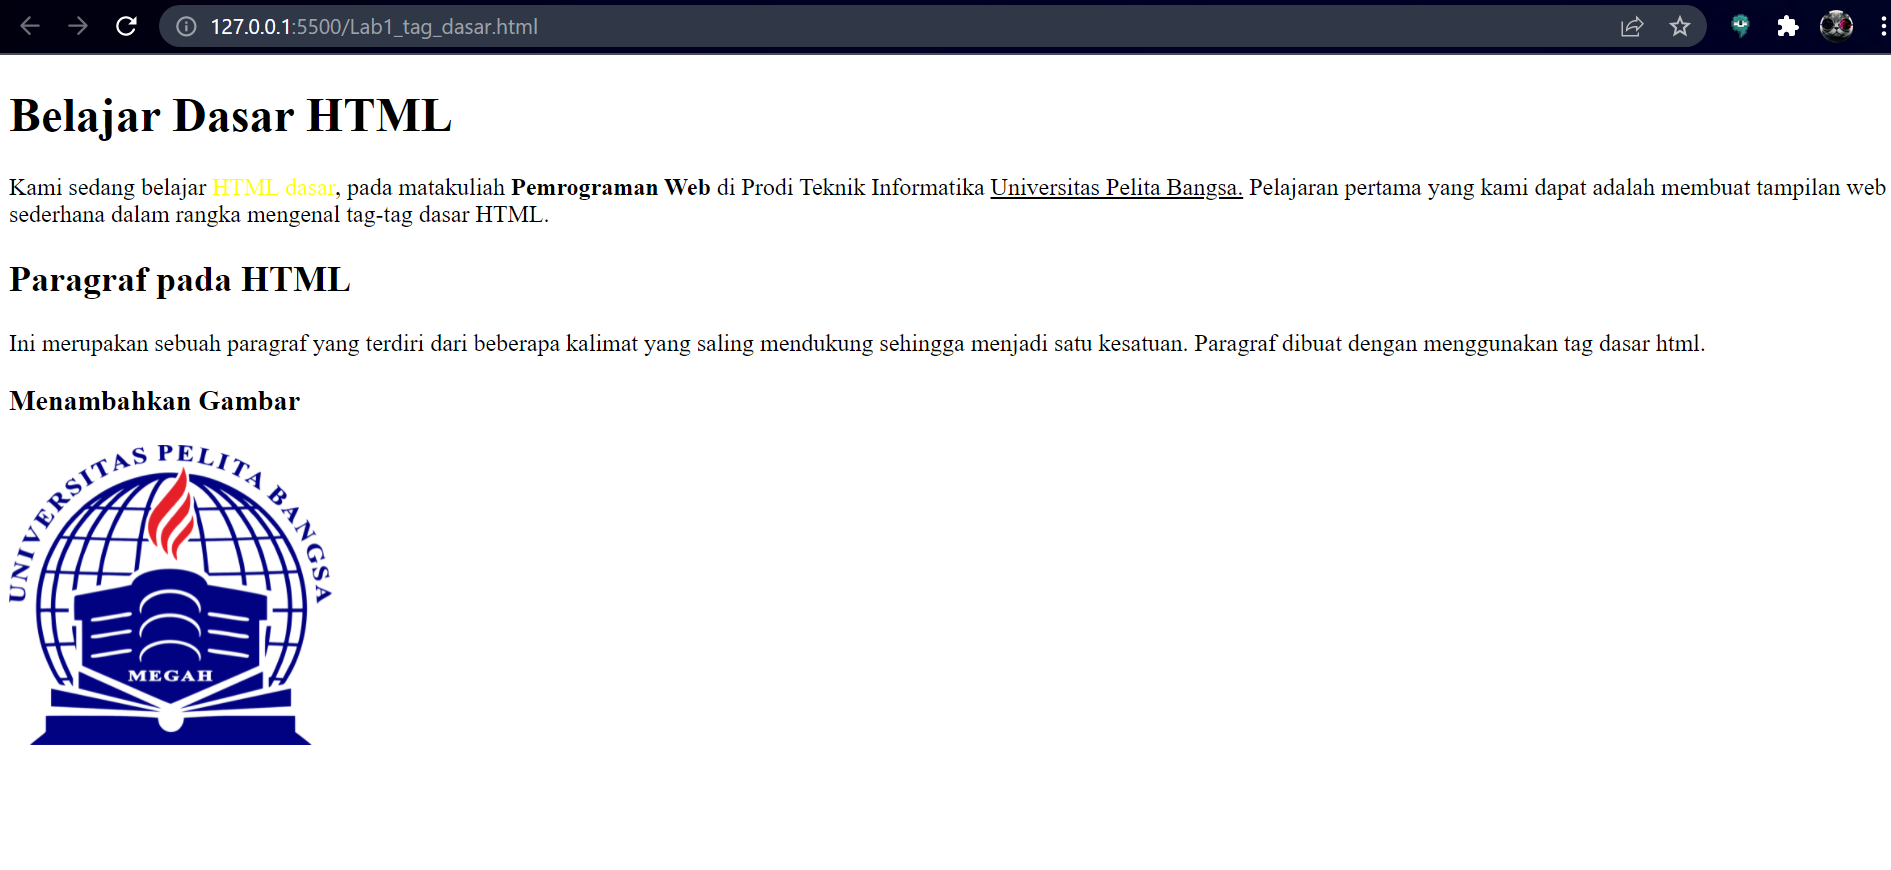 127.0.0.1:5500/Lab1_tag_dasar.html
Belajar Dasar HTML
Kami sedang belajar HTML dasar, pada matakuliah Pemrograman Web di Prodi Teknik Informatika Universitas Pelita Bangsa. Pelajaran pertama yang kami dapat adalah membuat tampilan web
sederhana dalam rangka mengenal tag-tag dasar HTML.
Paragraf pada HTML
Ini merupakan sebuah paragraf yang terdiri dari beberapa kalimat yang saling mendukung sehingga menjadi satu kesatuan. Paragraf dibuat dengan menggunakan tag dasar html.
Menambahkan Gambar
UNIVERSITAS PELITA BANGSA
MEGAH